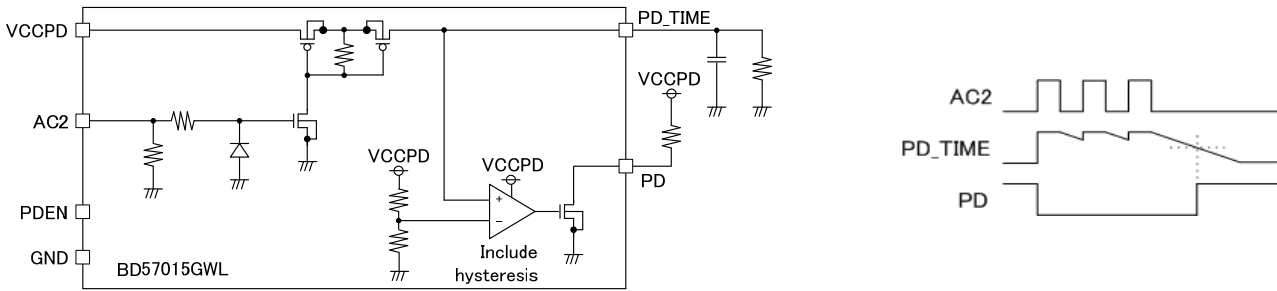 VCCPD
PD_TIME
VCCPD
AC2
VCCPD
VCCPD
+
−
PD
PDEN
Include
hysteresis
GND
BD57015GWL
AC2
PD_TIME
PD